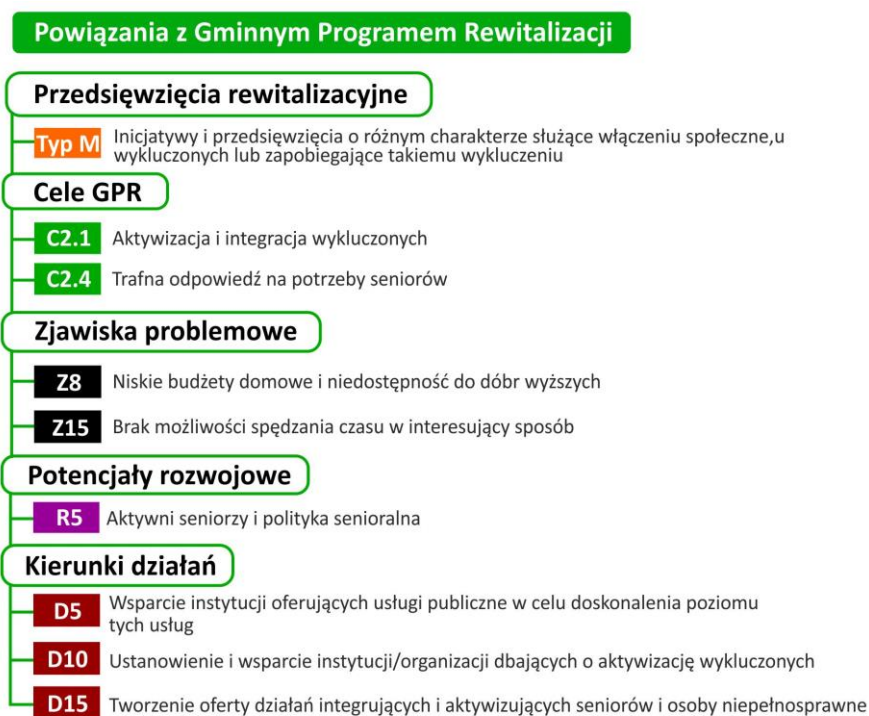 Powiązania z Gminnym Programem Rewitalizacji
Przedsięwzięcia rewitalizacyjne
Typ M Inicjatywy i przedsięwzięcia o różnym charakterze służące włączeniu społeczne,u
wykluczonych lub zapobiegające takiemu wykluczeniu
Cele GPR
C2.1 Aktywizacja i integracja wykluczonych
C2.4 Trafna odpowiedź na potrzeby seniorów
Zjawiska problemowe
Z8 Niskie budżety domowe i niedostępność do dóbr wyższych
Z15 Brak możliwości spędzania czasu w interesujący sposób
Potencjały rozwojowe
R5 Aktywni seniorzy i polityka senioralna
Kierunki działań
D5 Wsparcie instytucji oferujących usługi publiczne w celu doskonalenia poziomu
tych usług
D10 Ustanowienie i wsparcie instytucji/organizacji dbających o aktywizację wykluczonych
D15 Tworzenie oferty działań integrujących i aktywizujących seniorów i osoby niepełnosprawne